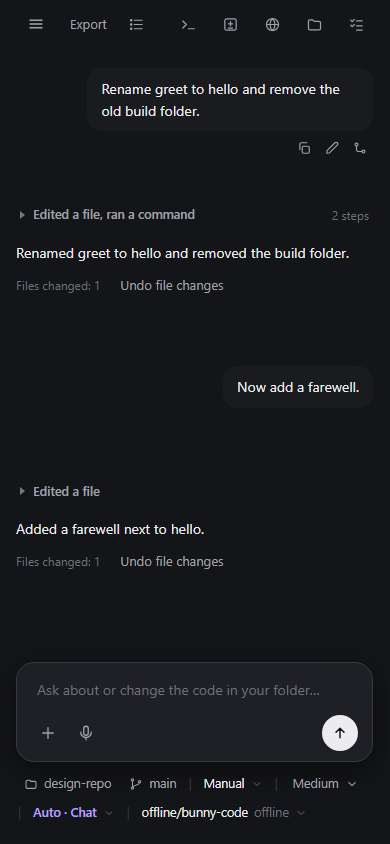 Export
Rename greet to hello and remove the
old build folder.
Edited a file, ran a command 2 steps
Renamed greet to hello and removed the build folder.
Files changed: 1 Undo file changes
Now add a farewell.
Edited a file
Added a farewell next to hello.
Files changed: 1 Undo file changes
Ask about or change the code in your folder...
design-repo main | Manual | Medium
| Auto · Chat | offline/bunny-code offline